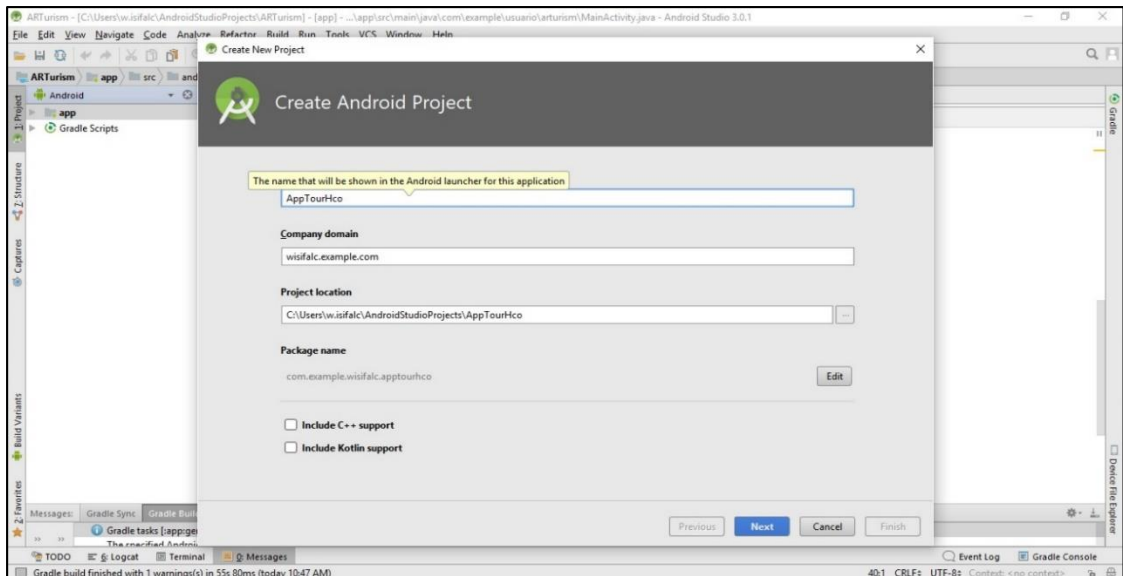 ARTurism - [C:\Users\w.isifalc\AndroidStudioProjects\ARTurism] - [app] - ...\app\src\main\java\com\example\usuario\arturism\MainActivity.java - Android Studio 3.0.1
File Edit View Navigate Code Analyze Refactor Build Run Tools VCS Window Help
Create New Project
ARTurism app src
Create Android Project
Android
app
Gradle Scripts
1: Project
7: Structure
Captures
Build Variants
2: Favorites
Gradle
Device File Explorer
The name that will be shown in the Android launcher for this application
AppTourHco
Company domain
wisifalc.example.com
Project location
C:\Users\w.isifalc\AndroidStudioProjects\AppTourHco
...
Package name
com.example.wisifalc.apptourhco
Edit
Include C++ support
Include Kotlin support
Previous Next Cancel Finish
Messages: Gradle Sync Gradle
Gradle tasks [:app:ge
The specified
TODO 6: Logcat Terminal 0: Messages Event Log Gradle Console
Gradle build finished with 1 warnings(s) in 55s 80ms (today 10:47 AM) 40:1 CRLF÷ UTF-8÷ Context: <no context>